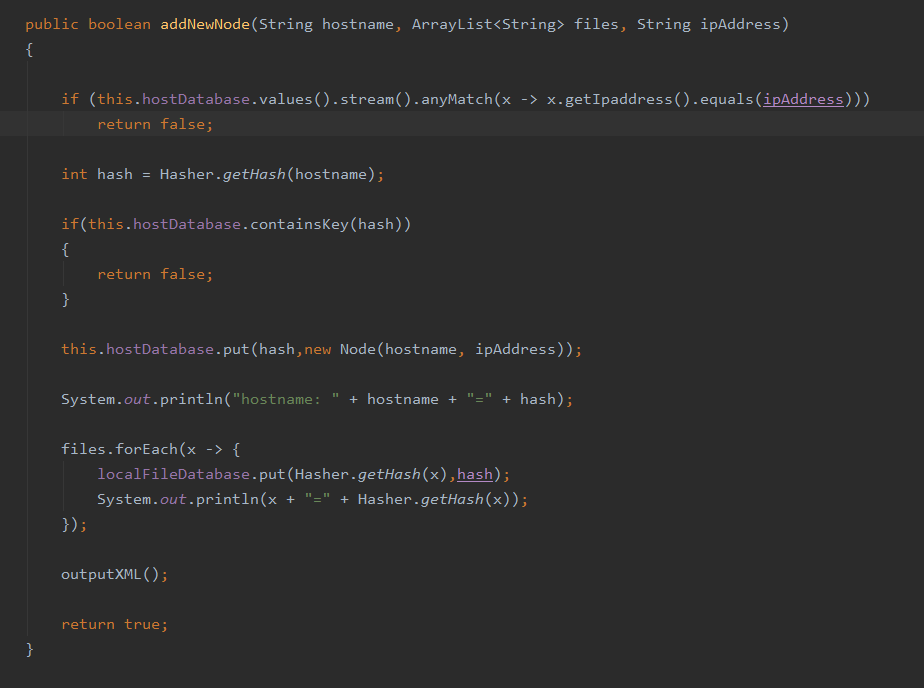 public boolean addNewNode(String hostname, ArrayList<String> files, String ipAddress)
{
if (this.hostDatabase.values().stream().anyMatch(x -> x.getIpaddress().equals(ipAddress)))
return false;
int hash = Hasher.getHash(hostname);
if(this.hostDatabase.containsKey(hash))
{
return false;
}
this.hostDatabase.put(hash,new Node(hostname, ipAddress));
System.out.println("hostname: " + hostname + "=" + hash);
files.forEach(x -> {
localFileDatabase.put(Hasher.getHash(x),hash);
System.out.println(x + "=" + Hasher.getHash(x));
});
outputXML();
return true;
}